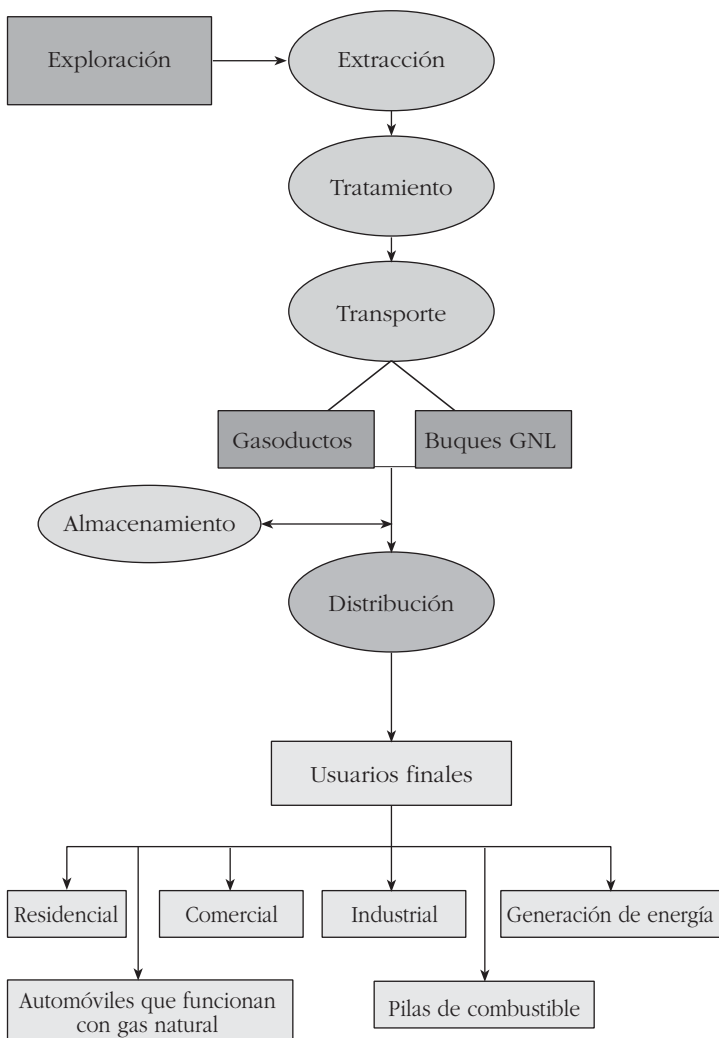 Exploración
Extracción
Tratamiento
Transporte
Gasoductos
Buques GNL
Almacenamiento
Distribución
Usuarios finales
Residencial
Comercial
Industrial
Generación de energía
Automóviles que funcionan
con gas natural
Pilas de combustible